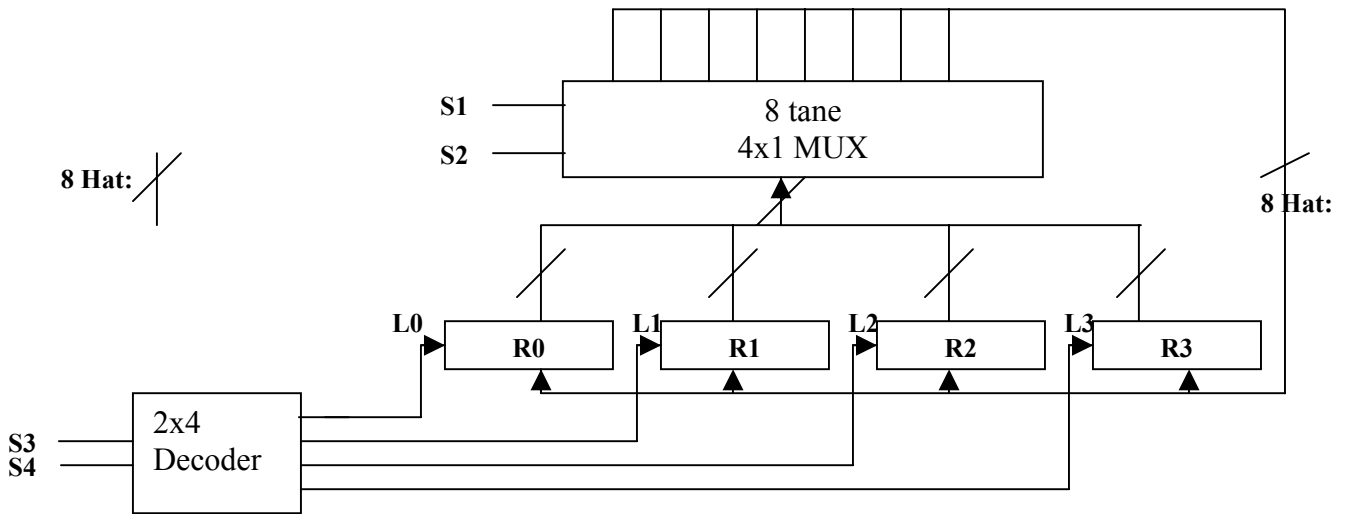 S1
8 tane
4x1 MUX
S2
8 Hat:
8 Hat:
L0
L1
L2
L3
R0
R1
R2
R3
2x4
Decoder
S3
S4